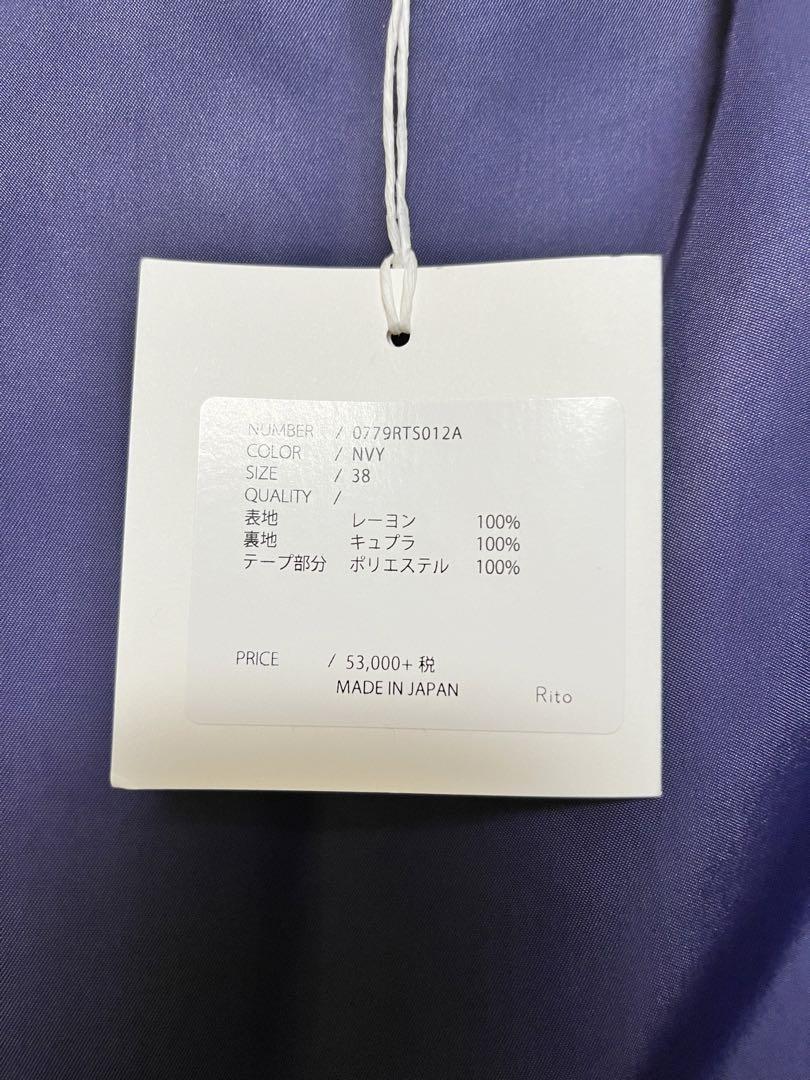 NUMBER / 0779RTS012A
COLOR / NVY
SIZE / 38
QUALITY /
表地 レーヨン 100%
裏地 キュプラ 100%
テープ部分 ポリエステル 100%
PRICE / 53,000+ 税
MADE IN JAPAN
Rito